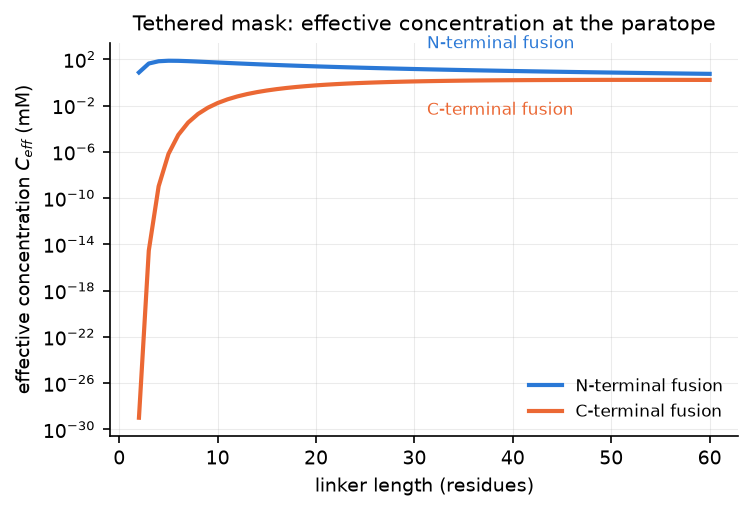 Tethered mask: effective concentration at the paratope
N-terminal fusion
C-terminal fusion
effective concentration C_eff (mM)
10²
10⁻²
10⁻⁶
10⁻¹⁰
10⁻¹⁴
10⁻¹⁸
10⁻²²
10⁻²⁶
10⁻³⁰
N-terminal fusion
C-terminal fusion
0 10 20 30 40 50 60
linker length (residues)